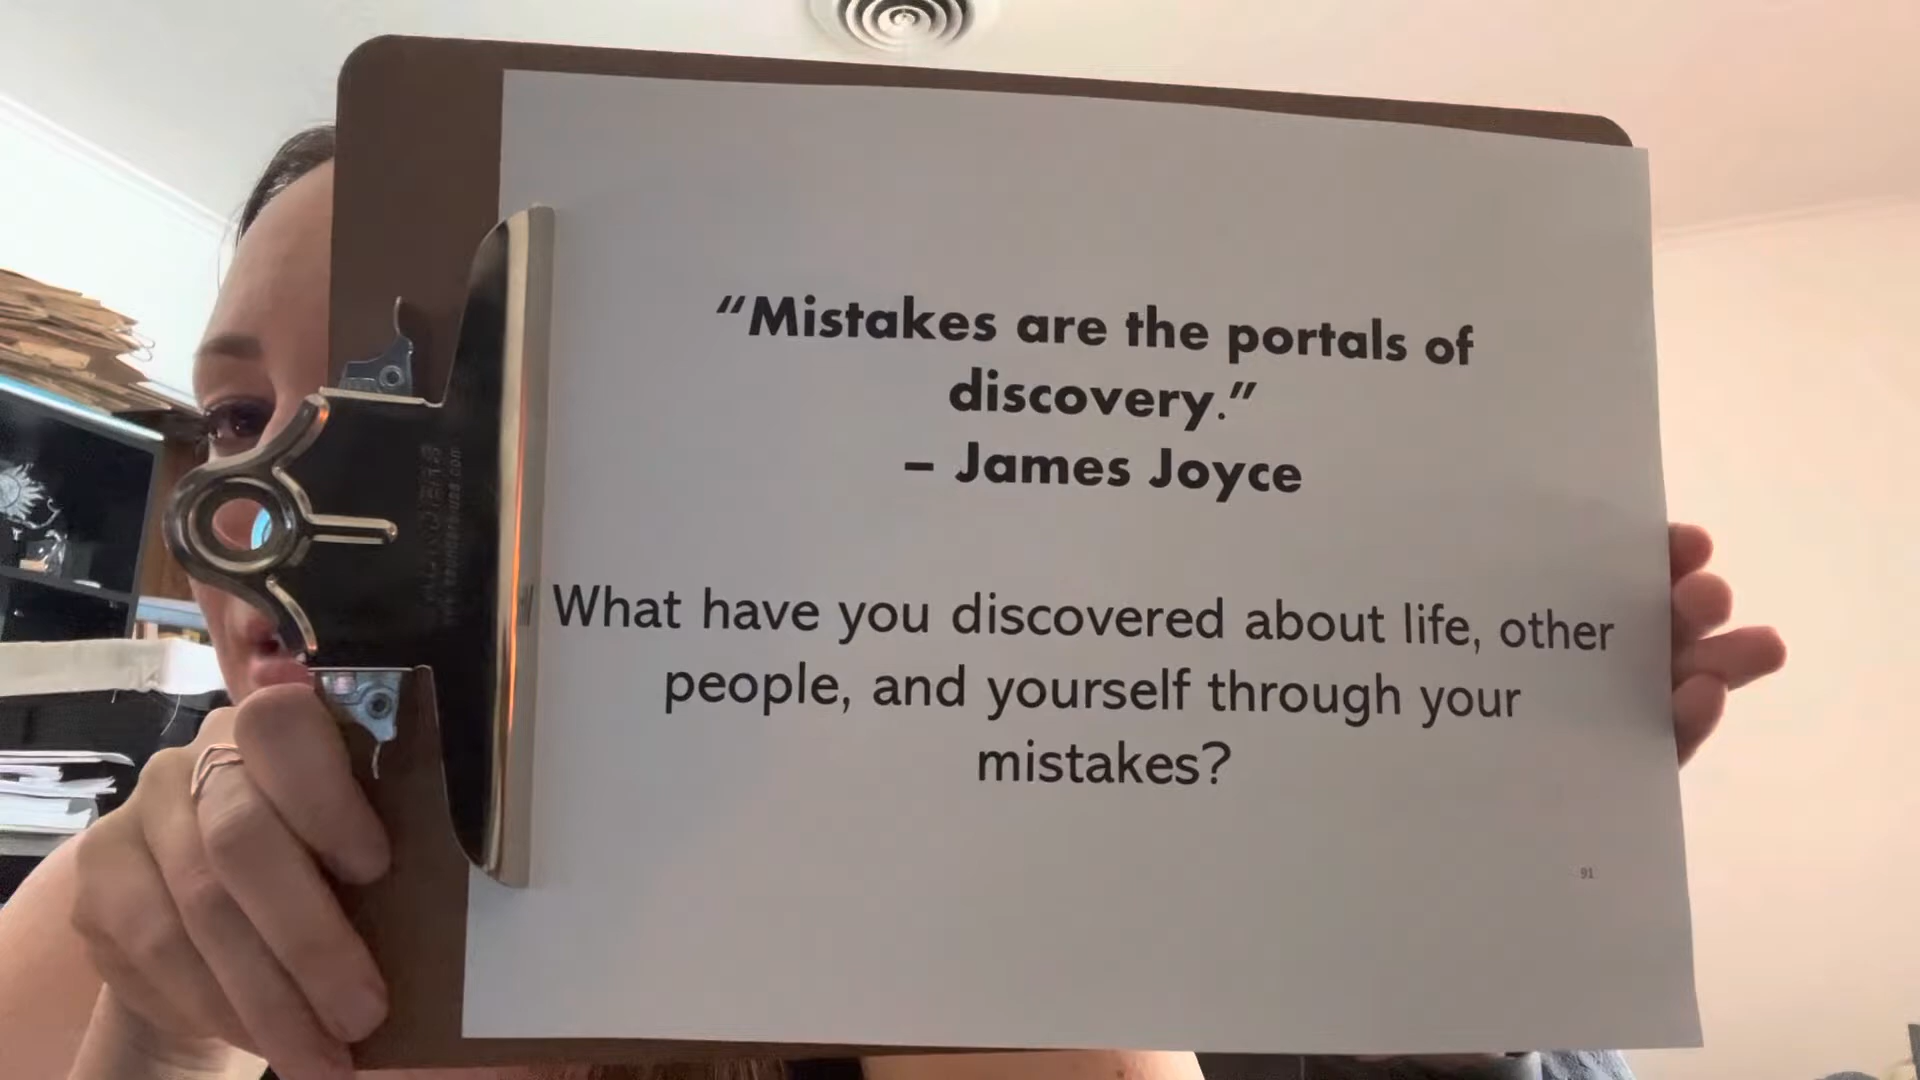 “Mistakes are the portals of
discovery.”
– James Joyce
What have you discovered about life, other
people, and yourself through your
mistakes?
91